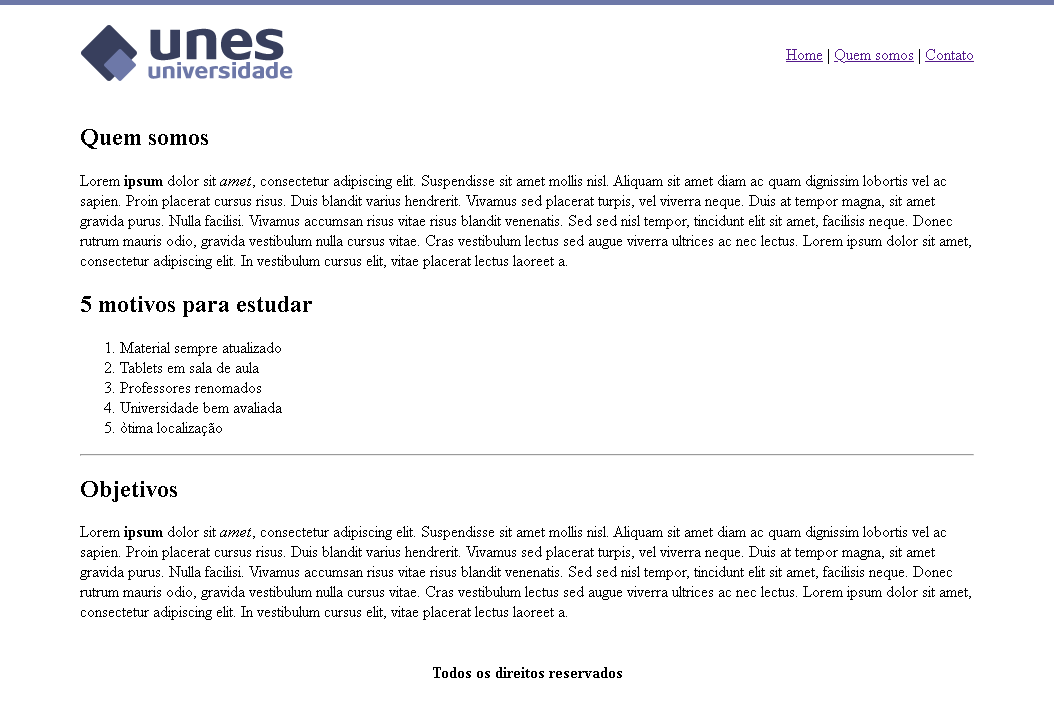 unes
universidade
Home | Quem somos | Contato
Quem somos
Lorem ipsum dolor sit amet, consectetur adipiscing elit. Suspendisse sit amet mollis nisl. Aliquam sit amet diam ac quam dignissim lobortis vel ac
sapien. Proin placerat cursus risus. Duis blandit varius hendrerit. Vivamus sed placerat turpis, vel viverra neque. Duis at tempor magna, sit amet
gravida purus. Nulla facilisi. Vivamus accumsan risus vitae risus blandit venenatis. Sed sed nisl tempor, tincidunt elit sit amet, facilisis neque. Donec
rutrum mauris odio, gravida vestibulum nulla cursus vitae. Cras vestibulum lectus sed augue viverra ultrices ac nec lectus. Lorem ipsum dolor sit amet,
consectetur adipiscing elit. In vestibulum cursus elit, vitae placerat lectus laoreet a.
5 motivos para estudar
1. Material sempre atualizado
2. Tablets em sala de aula
3. Professores renomados
4. Universidade bem avaliada
5. òtima localização
Objetivos
Lorem ipsum dolor sit amet, consectetur adipiscing elit. Suspendisse sit amet mollis nisl. Aliquam sit amet diam ac quam dignissim lobortis vel ac
sapien. Proin placerat cursus risus. Duis blandit varius hendrerit. Vivamus sed placerat turpis, vel viverra neque. Duis at tempor magna, sit amet
gravida purus. Nulla facilisi. Vivamus accumsan risus vitae risus blandit venenatis. Sed sed nisl tempor, tincidunt elit sit amet, facilisis neque. Donec
rutrum mauris odio, gravida vestibulum nulla cursus vitae. Cras vestibulum lectus sed augue viverra ultrices ac nec lectus. Lorem ipsum dolor sit amet,
consectetur adipiscing elit. In vestibulum cursus elit, vitae placerat lectus laoreet a.
Todos os direitos reservados